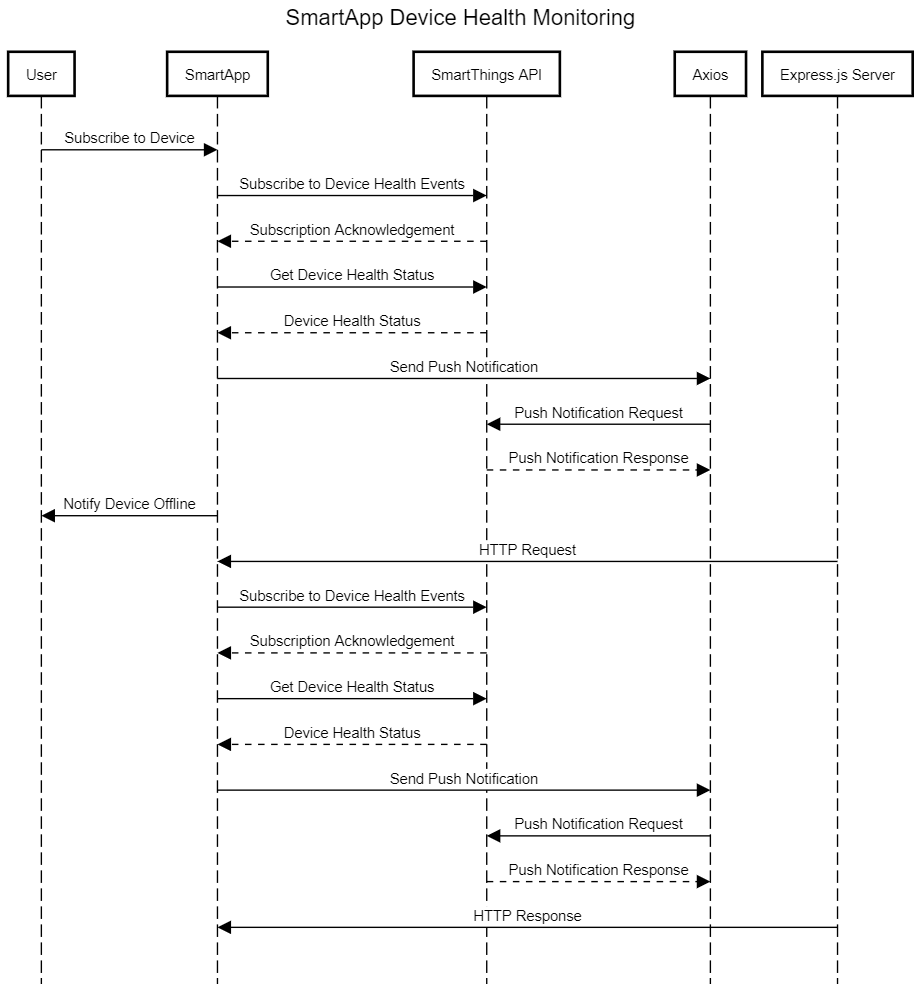 SmartApp Device Health Monitoring
User
SmartApp
SmartThings API
Axios
Express.js Server
Subscribe to Device
Subscribe to Device Health Events
Subscription Acknowledgement
Get Device Health Status
Device Health Status
Send Push Notification
Push Notification Request
Push Notification Response
Notify Device Offline
HTTP Request
Subscribe to Device Health Events
Subscription Acknowledgement
Get Device Health Status
Device Health Status
Send Push Notification
Push Notification Request
Push Notification Response
HTTP Response